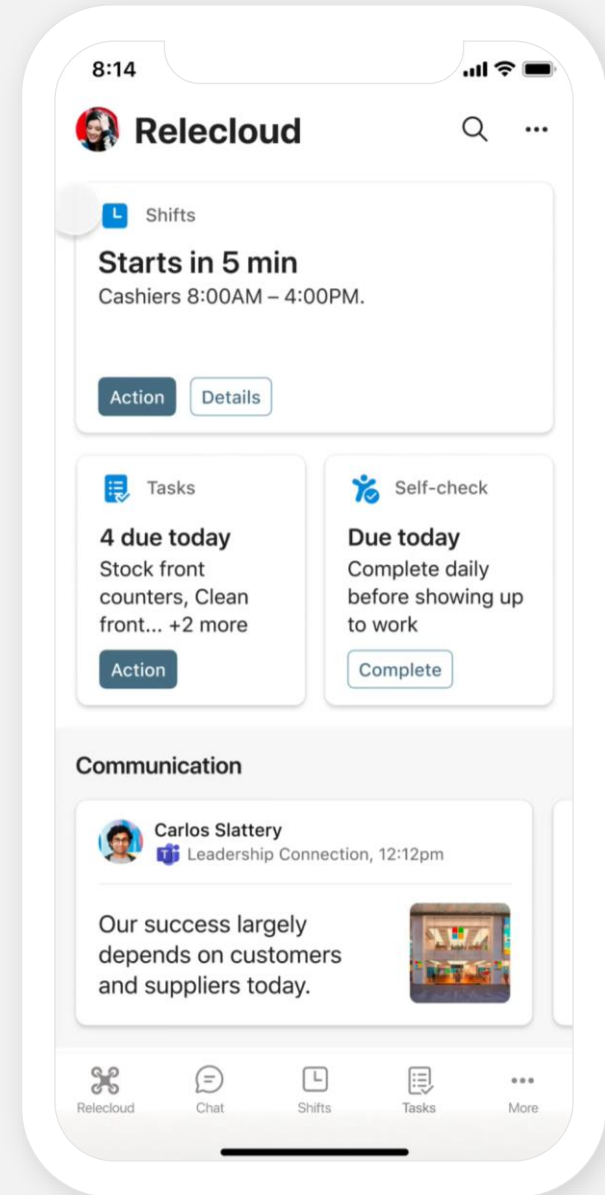 8:14
Relecloud
Shifts
Starts in 5 min
Cashiers 8:00AM – 4:00PM.
Action
Details
Tasks
4 due today
Stock front
counters, Clean
front... +2 more
Action
Self-check
Due today
Complete daily
before showing up
to work
Complete
Communication
Carlos Slattery
Leadership Connection, 12:12pm
Our success largely
depends on customers
and suppliers today.
Relecloud
Chat
Shifts
Tasks
More